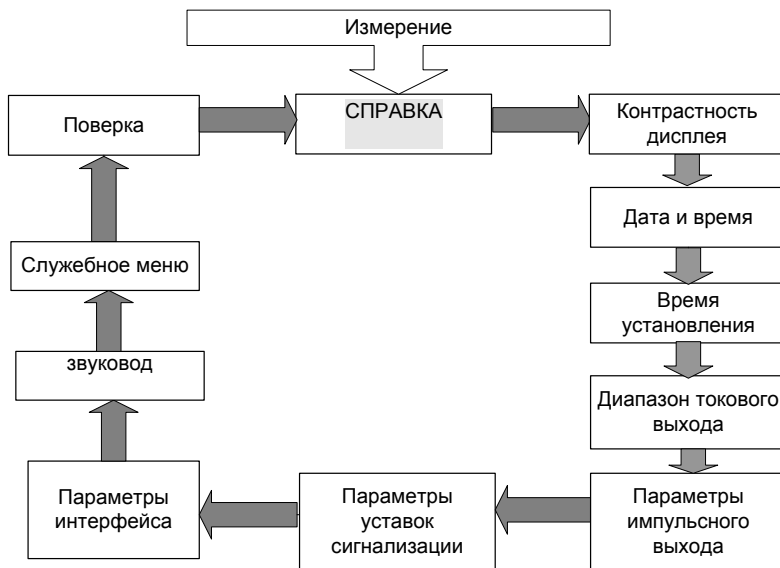 Измерение
Поверка
СПРАВКА
Контрастность
дисплея
Дата и время
Служебное меню
Время
установления
звуковод
Диапазон токового
выхода
Параметры
интерфейса
Параметры
уставок
сигнализации
Параметры
импульсного
выхода